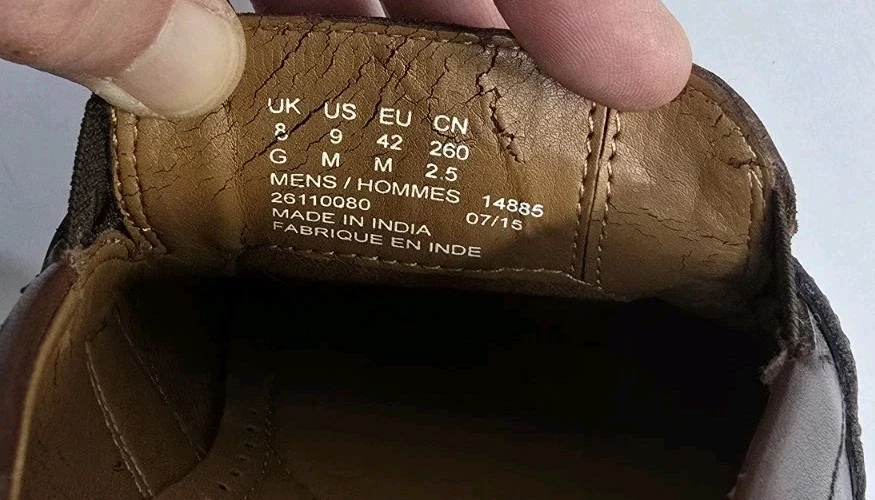 UK US EU CN
8 9 42 260
G M M 2.5
MENS / HOMMES 14885
26110080 07/15
MADE IN INDIA
FABRIQUE EN INDE